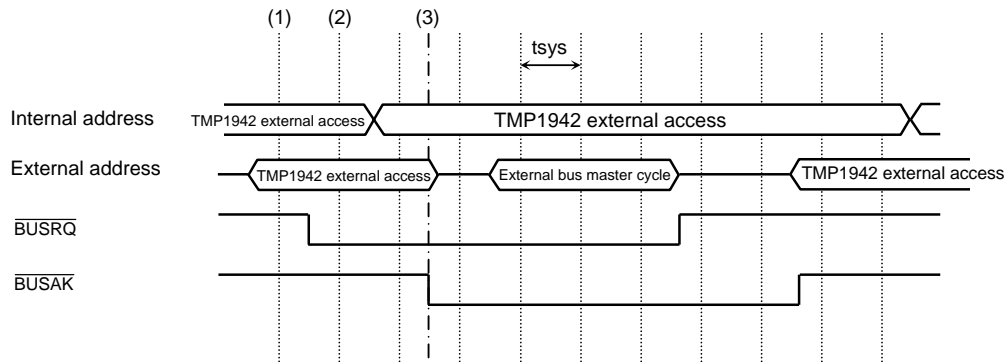 (1) (2) (3)
tsys
Internal address TMP1942 external access TMP1942 external access
External address TMP1942 external access External bus master cycle TMP1942 external access
BUSRQ
BUSAK